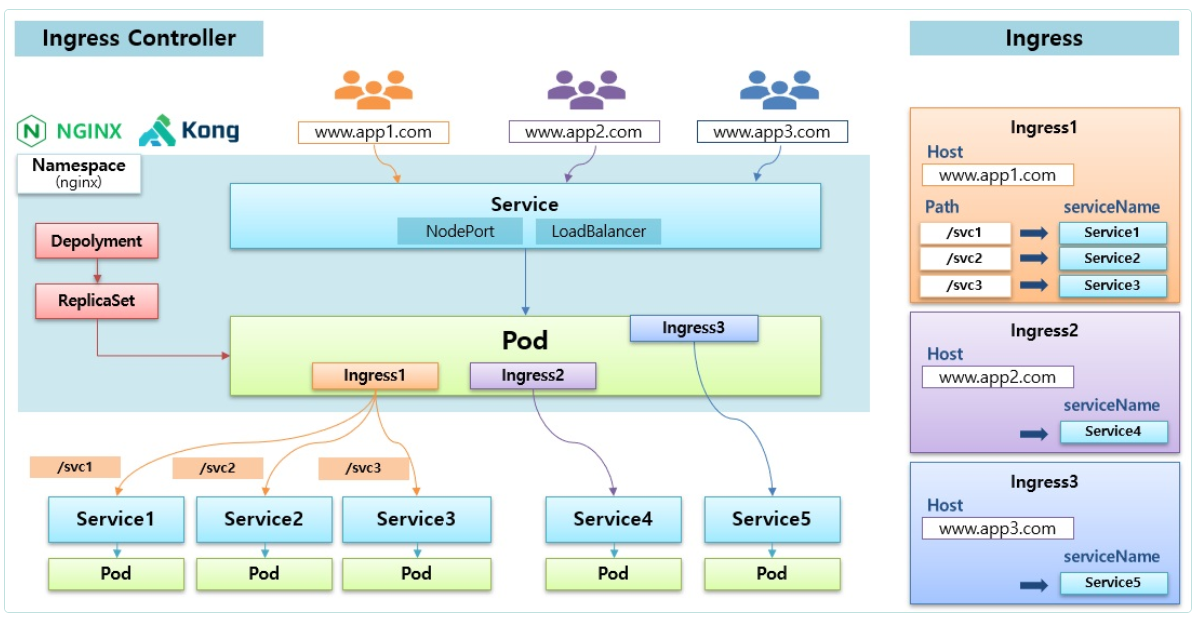 Ingress Controller
NGINX
Kong
www.app1.com
www.app2.com
www.app3.com
Namespace
(nginx)
Service
NodePort
LoadBalancer
Depolyment
ReplicaSet
Pod
Ingress3
Ingress1
Ingress2
/svc1
/svc2
/svc3
Service1
Service2
Service3
Service4
Service5
Pod
Pod
Pod
Pod
Pod
Ingress
Ingress1
Host
www.app1.com
Path serviceName
/svc1 Service1
/svc2 Service2
/svc3 Service3
Ingress2
Host
www.app2.com
serviceName
Service4
Ingress3
Host
www.app3.com
serviceName
Service5